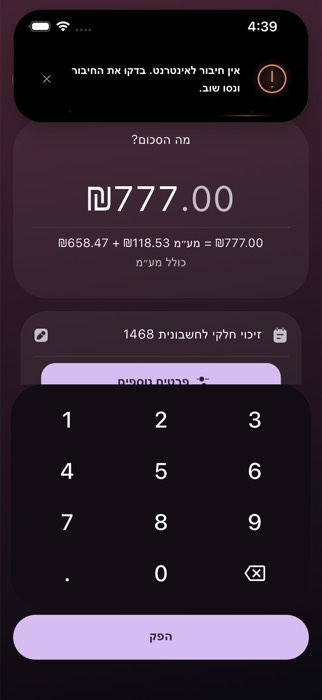 4:39
אין חיבור לאינטרנט. בדקו את החיבור
ונסו שוב.
מה הסכום?
₪777.00
₪658.47 + ₪118.53 מע״מ = ₪777.00
כולל מע״מ
זיכוי חלקי לחשבונית 1468
פרטים נוספים
1 2 3
4 5 6
7 8 9
. 0
הפק